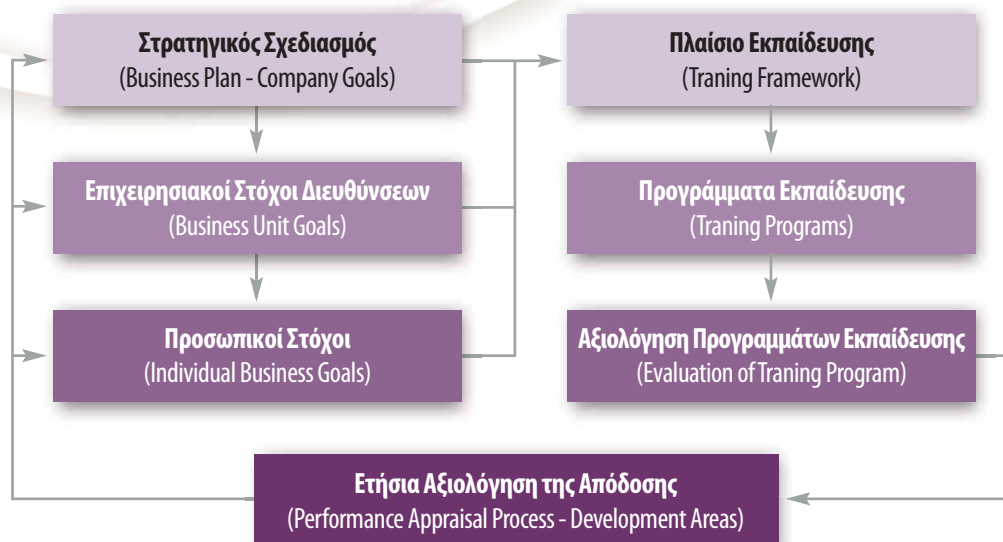 Στρατηγικός Σχεδιασμός
(Business Plan - Company Goals)
Επιχειρησιακοί Στόχοι Διευθύνσεων
(Business Unit Goals)
Προσωπικοί Στόχοι
(Individual Business Goals)
Πλαίσιο Εκπαίδευσης
(Traning Framework)
Προγράμματα Εκπαίδευσης
(Traning Programs)
Αξιολόγηση Προγραμμάτων Εκπαίδευσης
(Evaluation of Traning Program)
Ετήσια Αξιολόγηση της Απόδοσης
(Performance Appraisal Process - Development Areas)